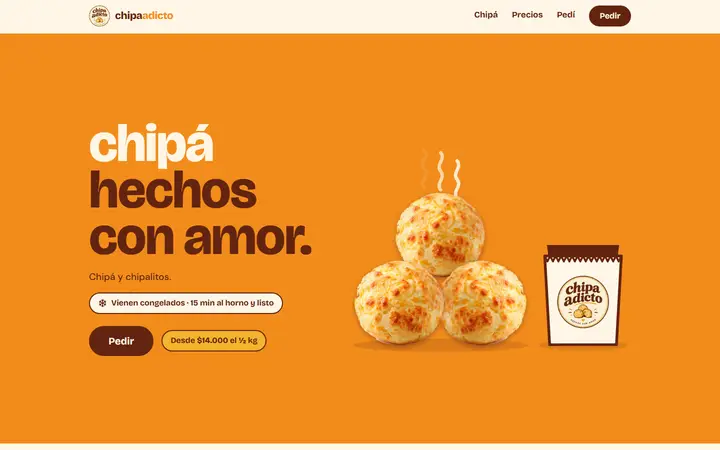 chipa
adicto
chipaadicto
Chipá
Precios
Pedí
Pedir
chipá
hechos
con amor.
Chipá y chipalitos.
❄ Vienen congelados · 15 min al horno y listo
Pedir
Desde $14.000 el ½ kg
chipa
adicto